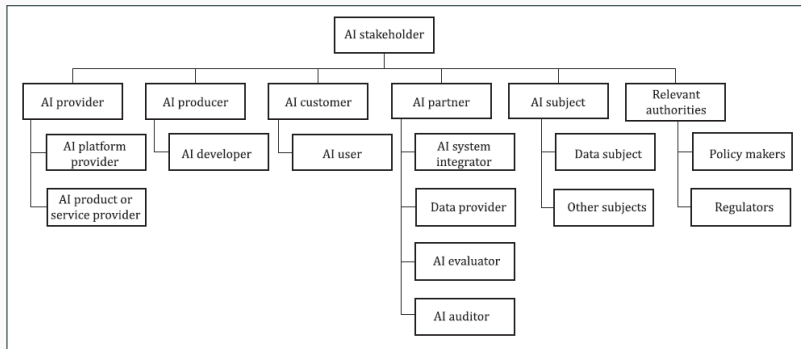 AI stakeholder
AI provider
AI producer
AI customer
AI partner
AI subject
Relevant
authorities
AI platform
provider
AI developer
AI user
AI system
integrator
Data subject
Policy makers
AI product or
service provider
Data provider
Other subjects
Regulators
AI evaluator
AI auditor